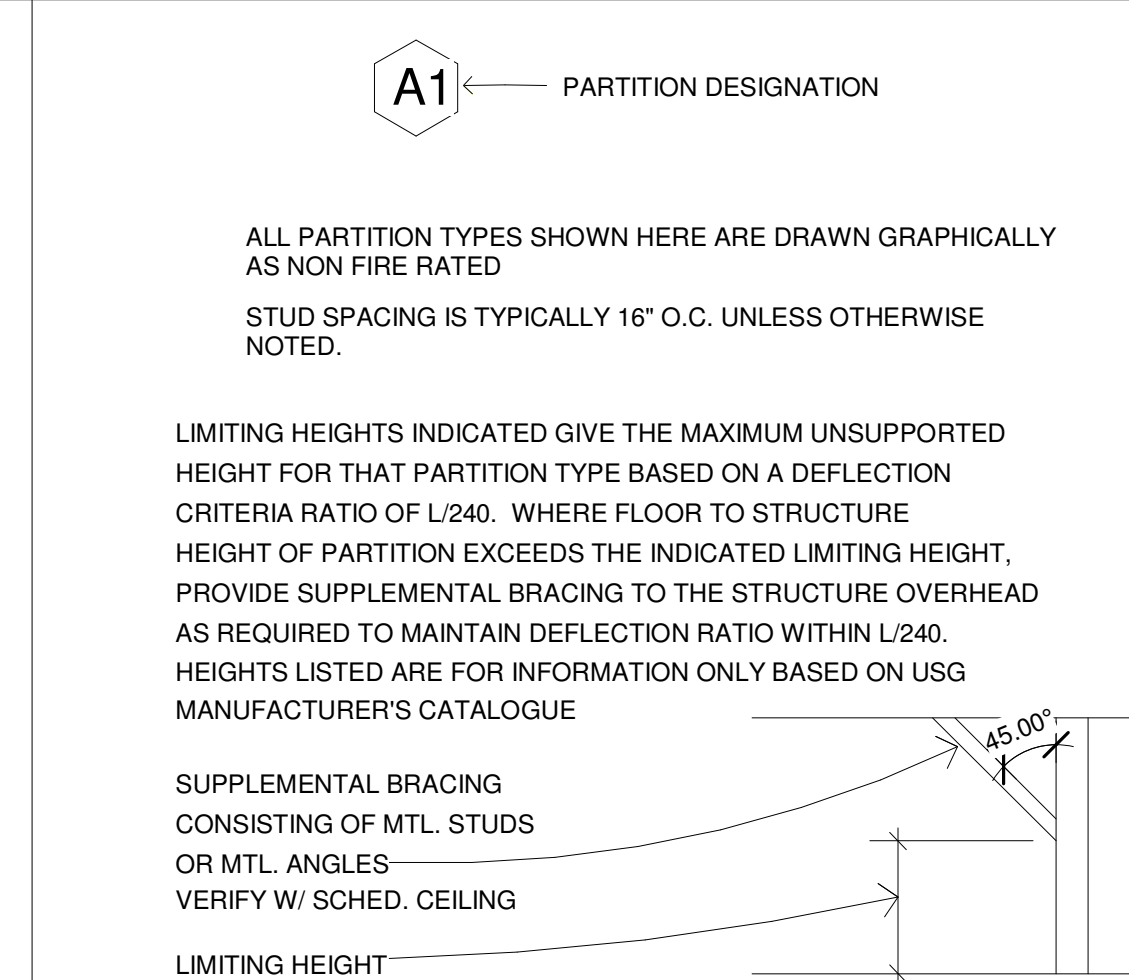 A1
PARTITION DESIGNATION
ALL PARTITION TYPES SHOWN HERE ARE DRAWN GRAPHICALLY
AS NON FIRE RATED
STUD SPACING IS TYPICALLY 16" O.C. UNLESS OTHERWISE
NOTED.
LIMITING HEIGHTS INDICATED GIVE THE MAXIMUM UNSUPPORTED
HEIGHT FOR THAT PARTITION TYPE BASED ON A DEFLECTION
CRITERIA RATIO OF L/240.  WHERE FLOOR TO STRUCTURE
HEIGHT OF PARTITION EXCEEDS THE INDICATED LIMITING HEIGHT,
PROVIDE SUPPLEMENTAL BRACING TO THE STRUCTURE OVERHEAD
AS REQUIRED TO MAINTAIN DEFLECTION RATIO WITHIN L/240.
HEIGHTS LISTED ARE FOR INFORMATION ONLY BASED ON USG
MANUFACTURER'S CATALOGUE
45.00°
SUPPLEMENTAL BRACING
CONSISTING OF MTL. STUDS
OR MTL. ANGLES
VERIFY W/ SCHED. CEILING
LIMITING HEIGHT